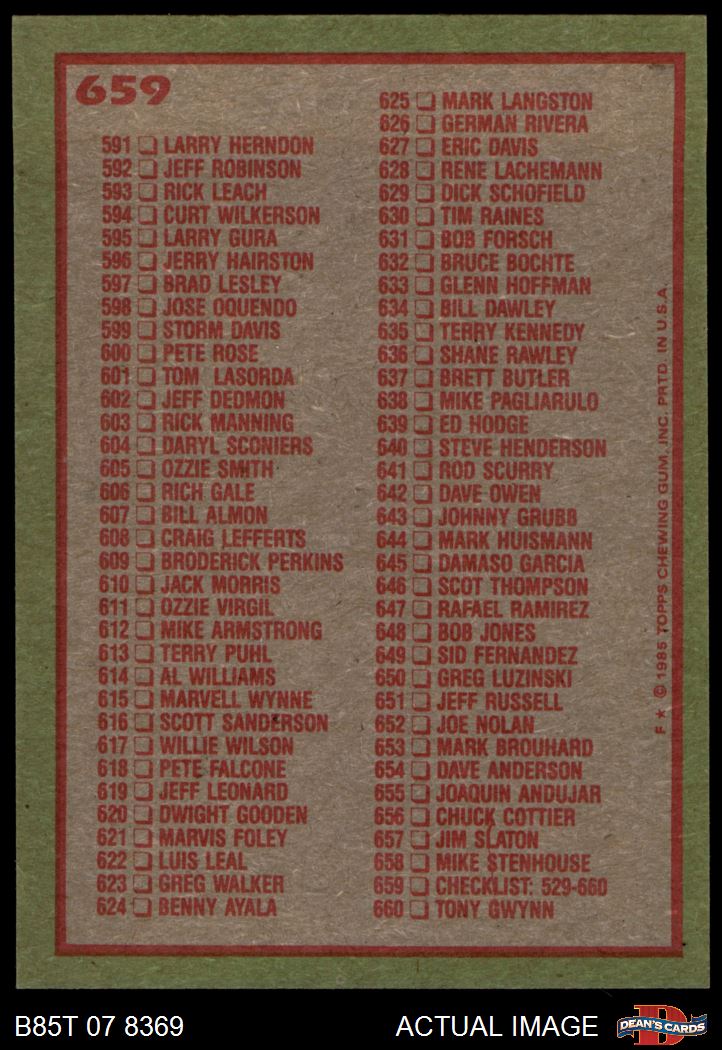 659
591 LARRY HERNDON
592 JEFF ROBINSON
593 RICK LEACH
594 CURT WILKERSON
595 LARRY GURA
596 JERRY HAIRSTON
597 BRAD LESLEY
598 JOSE OQUENDO
599 STORM DAVIS
600 PETE ROSE
601 TOM LASORDA
602 JEFF DEDMON
603 RICK MANNING
604 DARYL SCONIERS
605 OZZIE SMITH
606 RICH GALE
607 BILL ALMON
608 CRAIG LEFFERTS
609 BRODERICK PERKINS
610 JACK MORRIS
611 OZZIE VIRGIL
612 MIKE ARMSTRONG
613 TERRY PUHL
614 AL WILLIAMS
615 MARVELL WYNNE
616 SCOTT SANDERSON
617 WILLIE WILSON
618 PETE FALCONE
619 JEFF LEONARD
620 DWIGHT GOODEN
621 MARVIS FOLEY
622 LUIS LEAL
623 GREG WALKER
624 BENNY AYALA
625 MARK LANGSTON
626 GERMAN RIVERA
627 ERIC DAVIS
628 RENE LACHEMANN
629 DICK SCHOFIELD
630 TIM RAINES
631 BOB FORSCH
632 BRUCE BOCHTE
633 GLENN HOFFMAN
634 BILL DAWLEY
635 TERRY KENNEDY
636 SHANE RAWLEY
637 BRETT BUTLER
638 MIKE PAGLIARULO
639 ED HODGE
640 STEVE HENDERSON
641 ROD SCURRY
642 DAVE OWEN
643 JOHNNY GRUBB
644 MARK HUISMANN
645 DAMASO GARCIA
646 SCOT THOMPSON
647 RAFAEL RAMIREZ
648 BOB JONES
649 SID FERNANDEZ
650 GREG LUZINSKI
651 JEFF RUSSELL
652 JOE NOLAN
653 MARK BROUHARD
654 DAVE ANDERSON
655 JOAQUIN ANDUJAR
656 CHUCK COTTIER
657 JIM SLATON
658 MIKE STENHOUSE
659 CHECKLIST: 529-660
660 TONY GWYNN
F ★ © 1985 TOPPS CHEWING GUM, INC. PRTD. IN U.S.A.
B85T 07 8369
ACTUAL IMAGE
D
DEAN'S CARDS